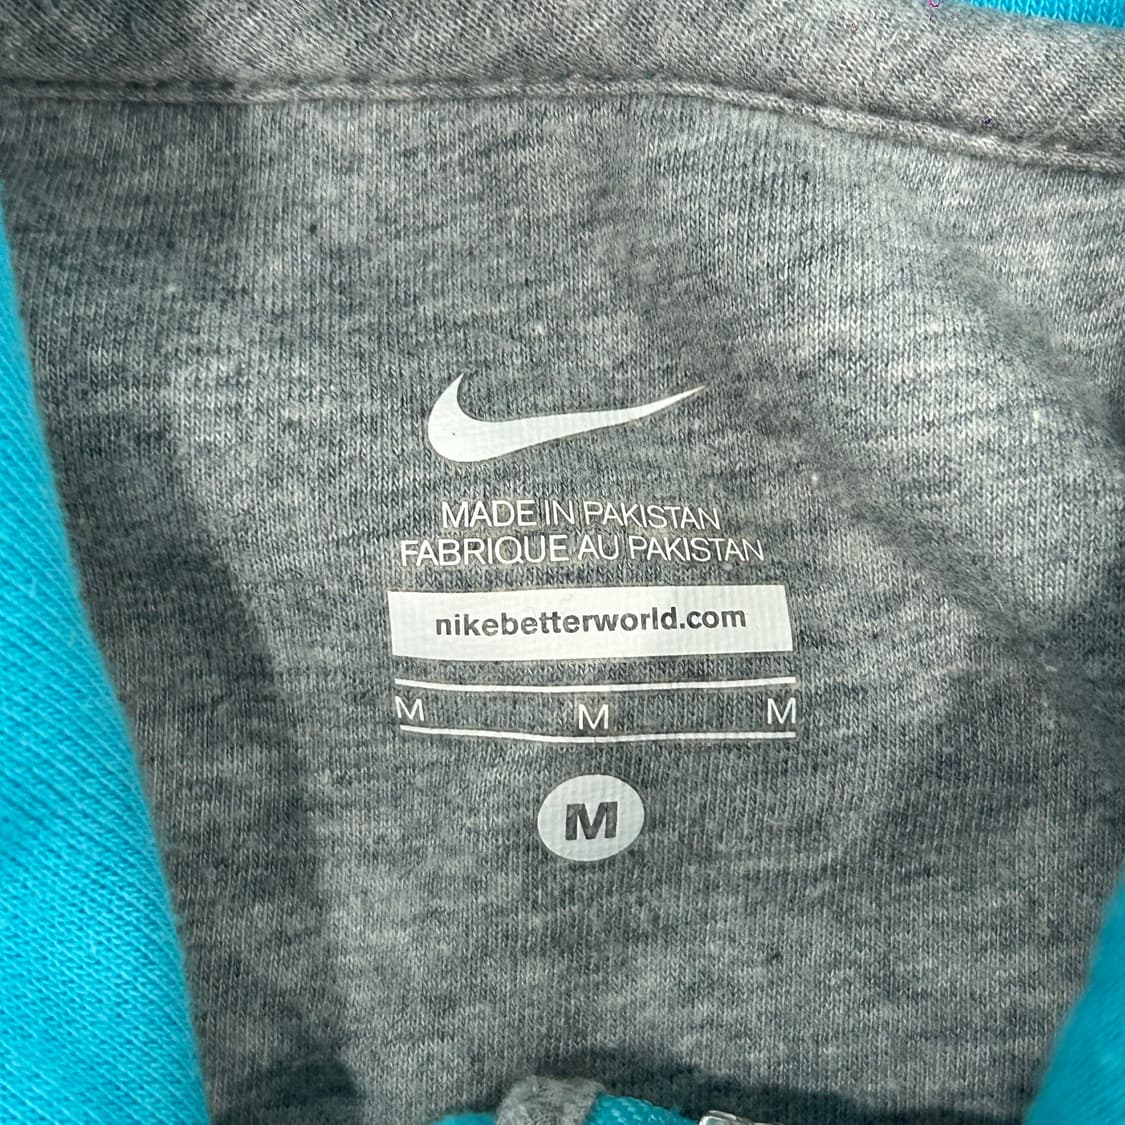 MADE IN PAKISTAN
FABRIQUE AU PAKISTAN
nikebetterworld.com
M M M
M